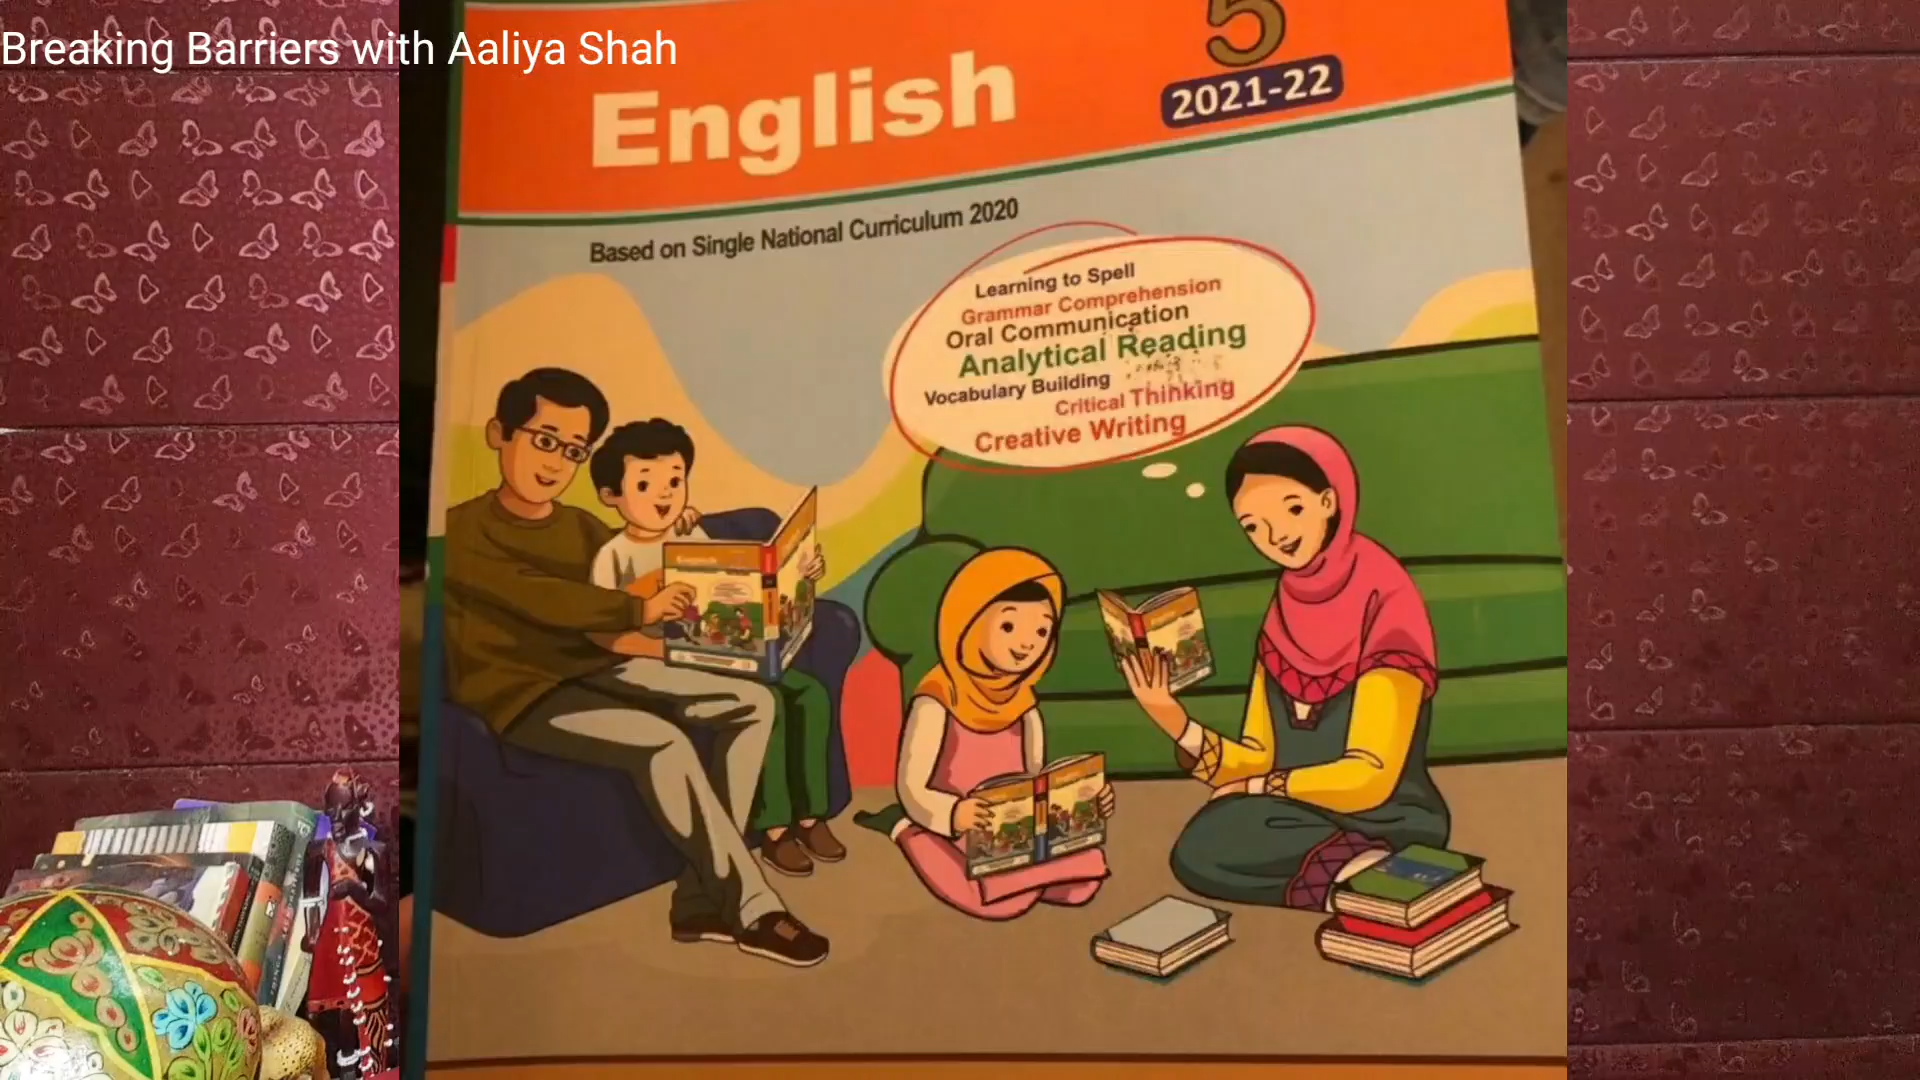 Breaking Barriers with Aaliya Shah
English
5
2021-22
Based on Single National Curriculum 2020
Learning to Spell
Grammar Comprehension
Oral Communication
Analytical Reading
Vocabulary Building
Critical Thinking
Creative Writing